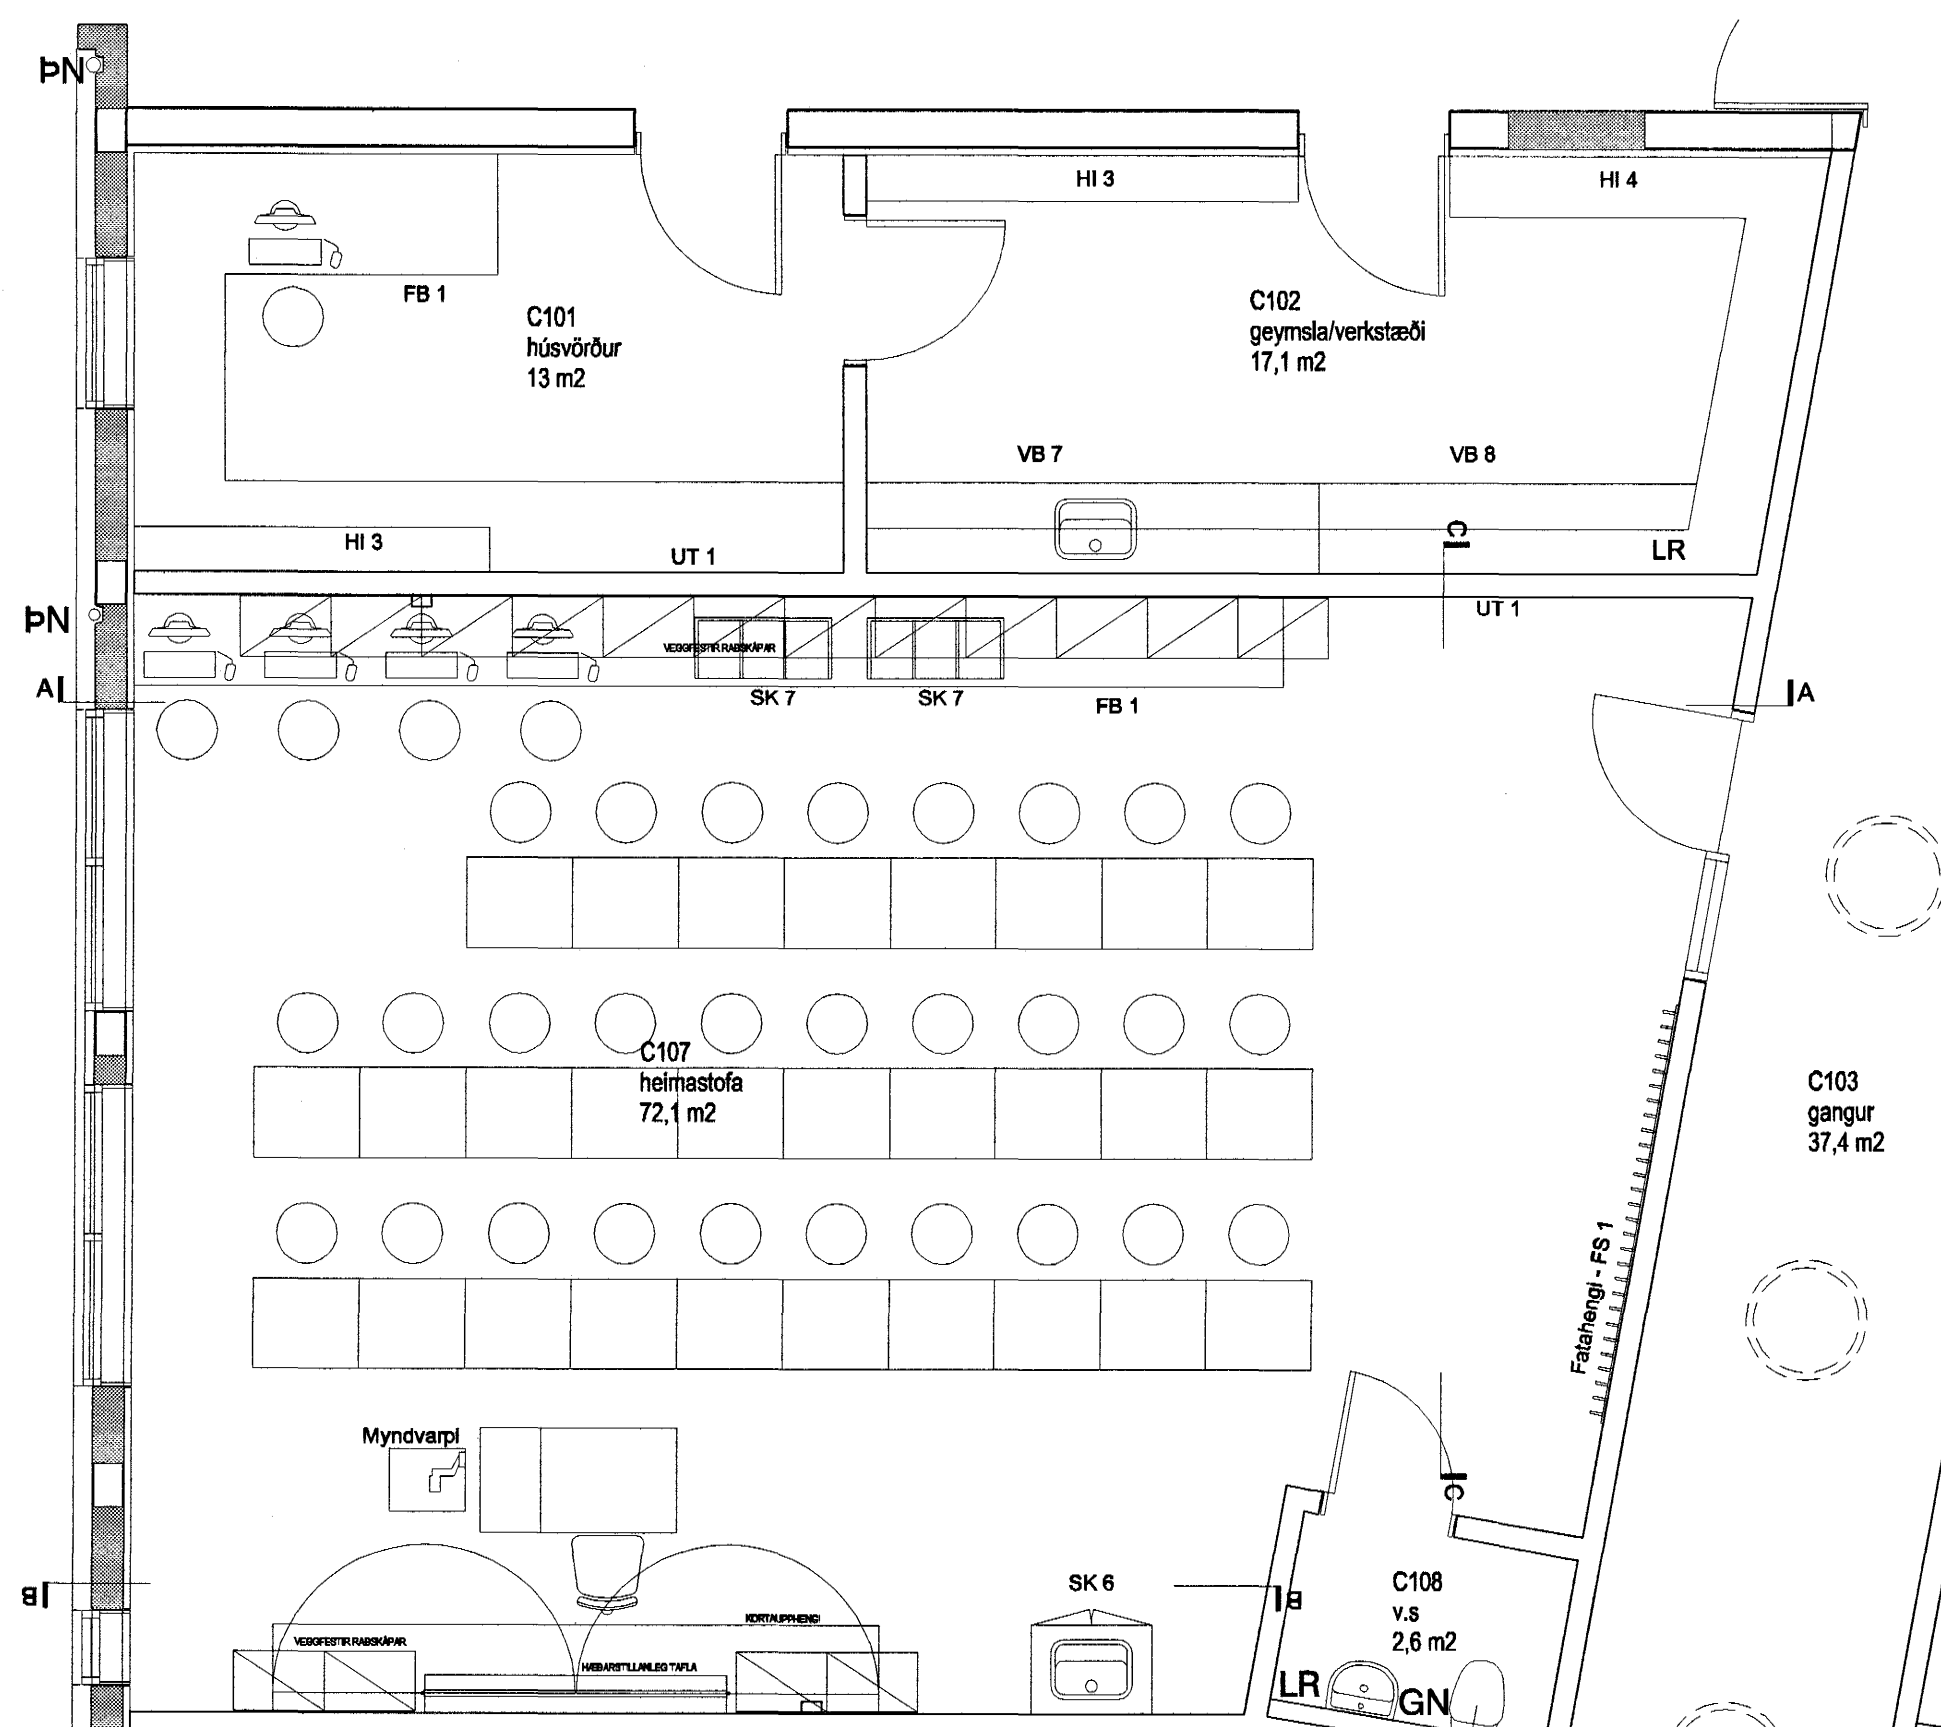 ÞN
HI 3
HI 4
FB 1
C101
húsvörður
13 m2
C102
geymsla/verkstæði
17,1 m2
VB 7
VB 8
HI 3
UT 1
C
LR
ÞN
UT 1
VEGGFESTIR RABSKÁPAR
A
SK 7
SK 7
FB 1
A
C107
heimastofa
72,1 m2
C103
gangur
37,4 m2
Fatahengi - FS 1
Myndvarpi
C
B
SK 6
B
C108
v.s
2,6 m2
KORTAUPPHENGI
VEGGFESTIR RABSKÁPAR
HÆÐARSTILLANLEG TAFLA
LR
GN